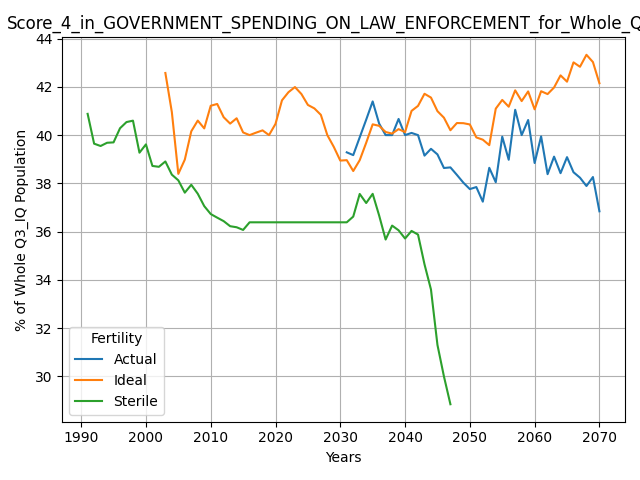 Score_4_in_GOVERNMENT_SPENDING_ON_LAW_ENFORCEMENT_for_Whole_Q
44
42
40
38
36
34
32
30
% of Whole Q3_IQ Population
Fertility
Actual
Ideal
Sterile
1990 2000 2010 2020 2030 2040 2050 2060 2070
Years